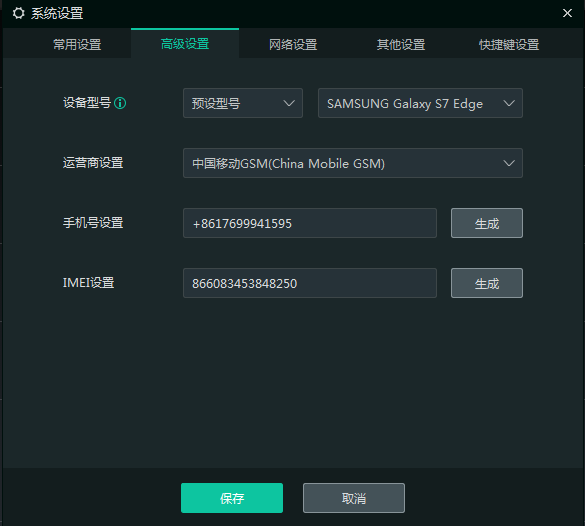 系统设置
常用设置 高级设置 网络设置 其他设置 快捷键设置
设备型号 预设型号 SAMSUNG Galaxy S7 Edge
运营商设置 中国移动GSM(China Mobile GSM)
手机号设置 +8617699941595 生成
IMEI设置 866083453848250 生成
保存 取消